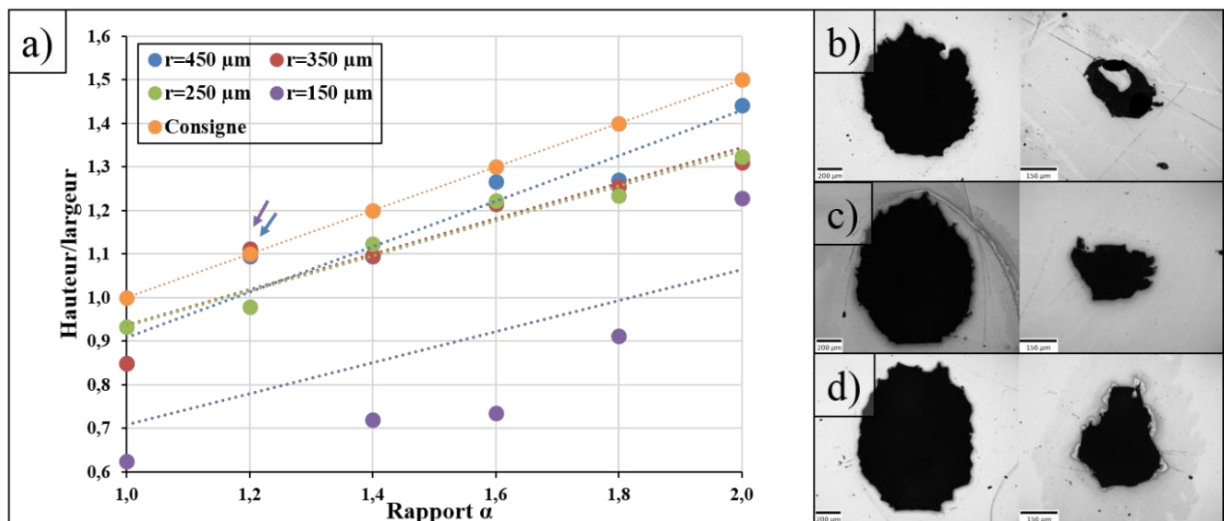 a)
Hauteur/largeur
1,6
1,5
1,4
1,3
1,2
1,1
1,0
0,9
0,8
0,7
0,6
r=450 µm r=350 µm
r=250 µm r=150 µm
Consigne
1,0 1,2 1,4 1,6 1,8 2,0
Rapport α
b)
200 µm 150 µm
c)
200 µm 150 µm
d)
200 µm 150 µm